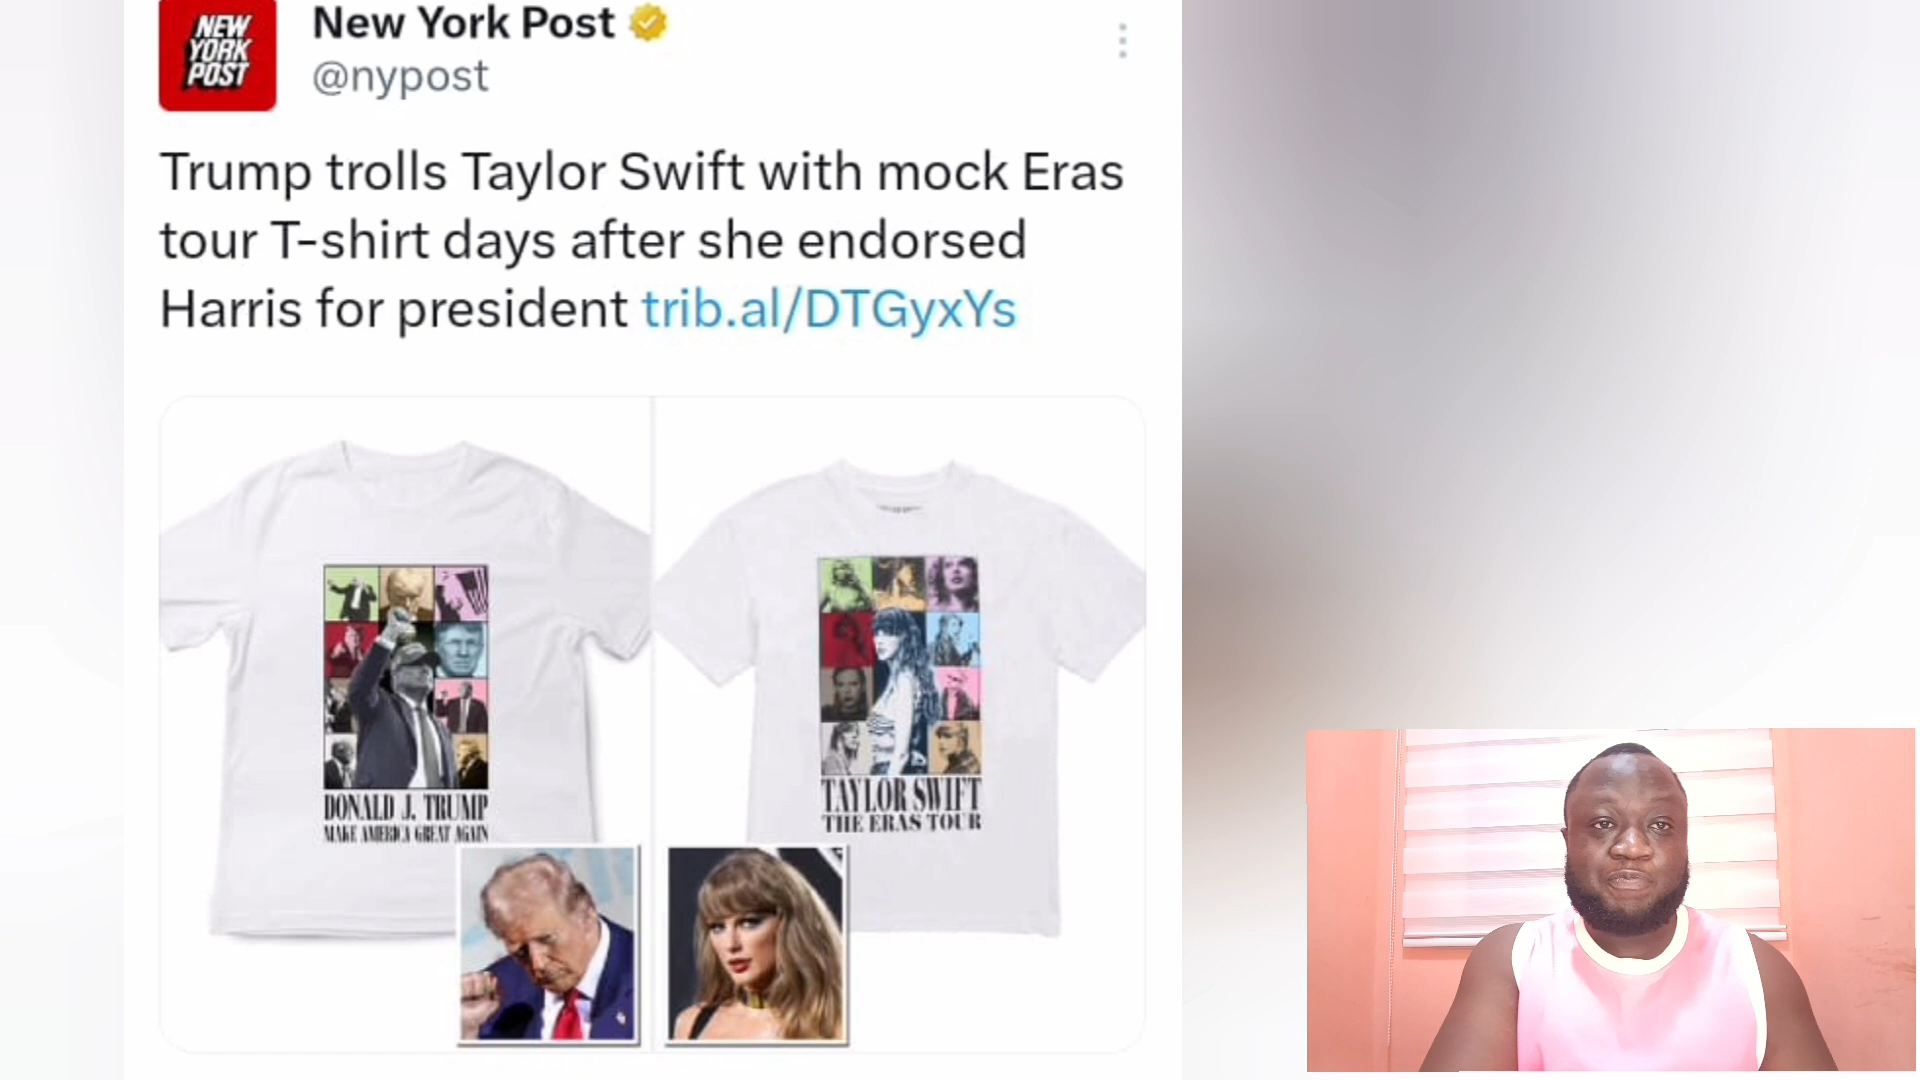 NEW
YORK
POST
New York Post
@nypost
Trump trolls Taylor Swift with mock Eras
tour T-shirt days after she endorsed
Harris for president trib.al/DTGyxYs
DONALD J. TRUMP
MAKE AMERICA GREAT AGAIN
TAYLOR SWIFT
THE ERAS TOUR